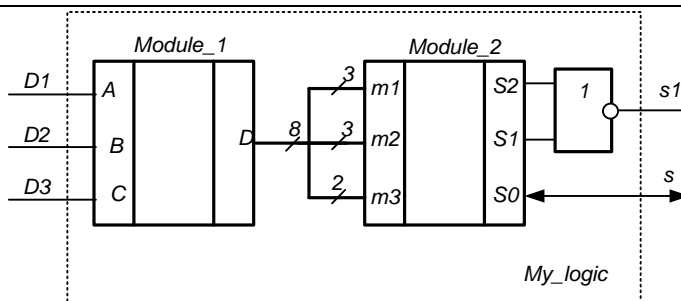 Module_1 Module_2
D1 A 3 m1 S2 1 s1
D2 B D 8 3 m2 S1
D3 C 2 m3 S0 s
My_logic